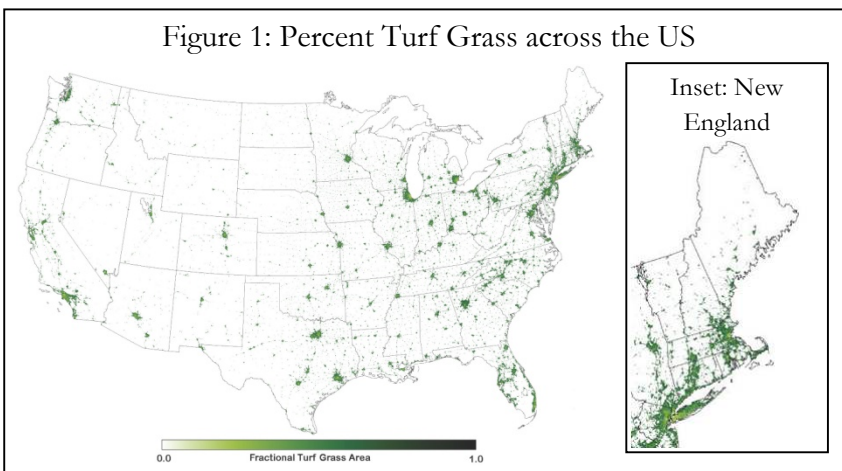 Figure 1: Percent Turf Grass across the US
Inset: New
England
0.0 Fractional Turf Grass Area 1.0